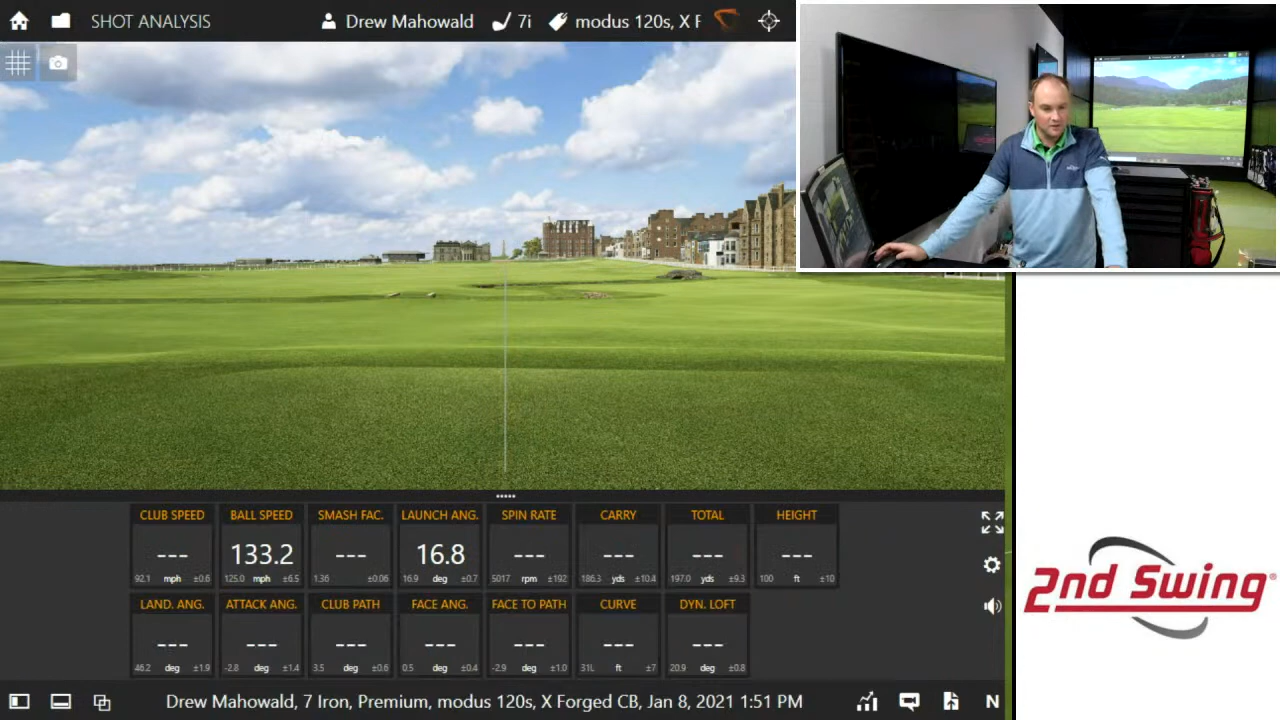 SHOT ANALYSIS
Drew Mahowald
7i
modus 120s, X F
CLUB SPEED BALL SPEED SMASH FAC. LAUNCH ANG. SPIN RATE CARRY TOTAL HEIGHT
--- 133.2 --- 16.8 --- --- --- ---
92.1 mph ±0.6 125.0 mph ±6.5 1.36 ±0.06 16.9 deg ±0.7 5017 rpm ±192 186.3 yds ±10.4 197.0 yds ±9.3 100 ft ±10
LAND. ANG. ATTACK ANG. CLUB PATH FACE ANG. FACE TO PATH CURVE DYN. LOFT
--- --- --- --- --- --- ---
46.2 deg ±1.9 -2.8 deg ±1.4 3.5 deg ±0.6 0.5 deg ±0.4 -2.9 deg ±1.0 31L ft ±7 20.9 deg ±0.8
Drew Mahowald, 7 Iron, Premium, modus 120s, X Forged CB, Jan 8, 2021 1:51 PM
N
2nd Swing®